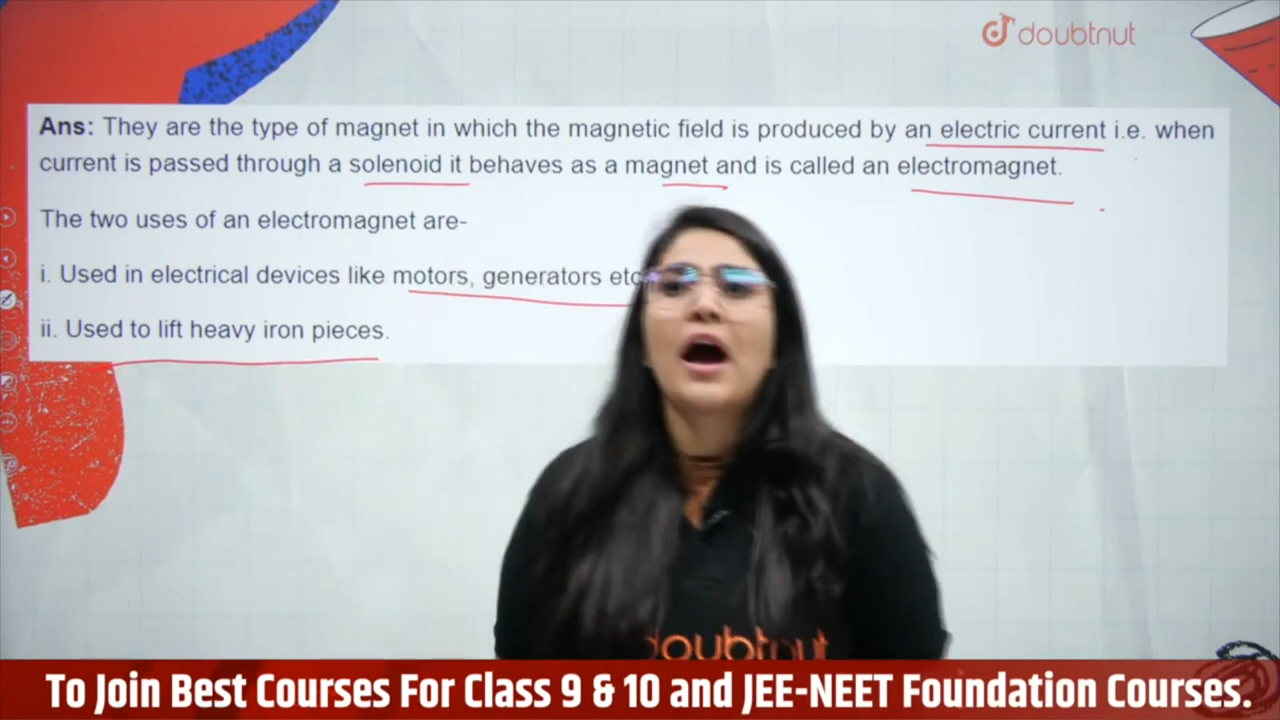 doubtnut
Ans: They are the type of magnet in which the magnetic field is produced by an electric current i.e. when
current is passed through a solenoid it behaves as a magnet and is called an electromagnet.
The two uses of an electromagnet are-
i. Used in electrical devices like motors, generators etc
ii. Used to lift heavy iron pieces.
doubtnut
To Join Best Courses For Class 9 & 10 and JEE-NEET Foundation Courses.